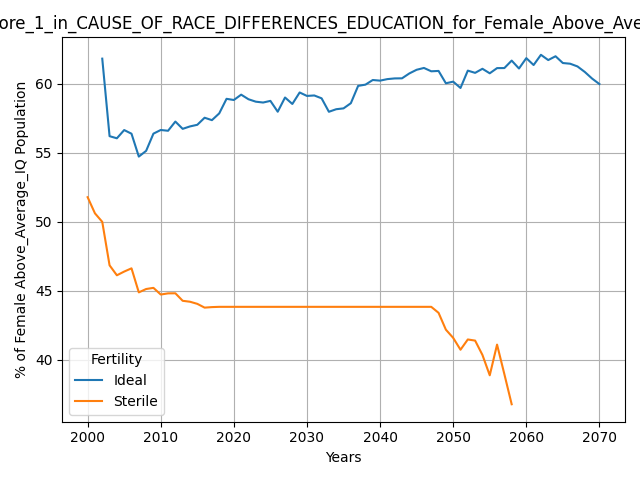 ore_1_in_CAUSE_OF_RACE_DIFFERENCES_EDUCATION_for_Female_Above_Ave
% of Female Above_Average_IQ Population
60
55
50
45
40
Fertility
Ideal
Sterile
2000 2010 2020 2030 2040 2050 2060 2070
Years